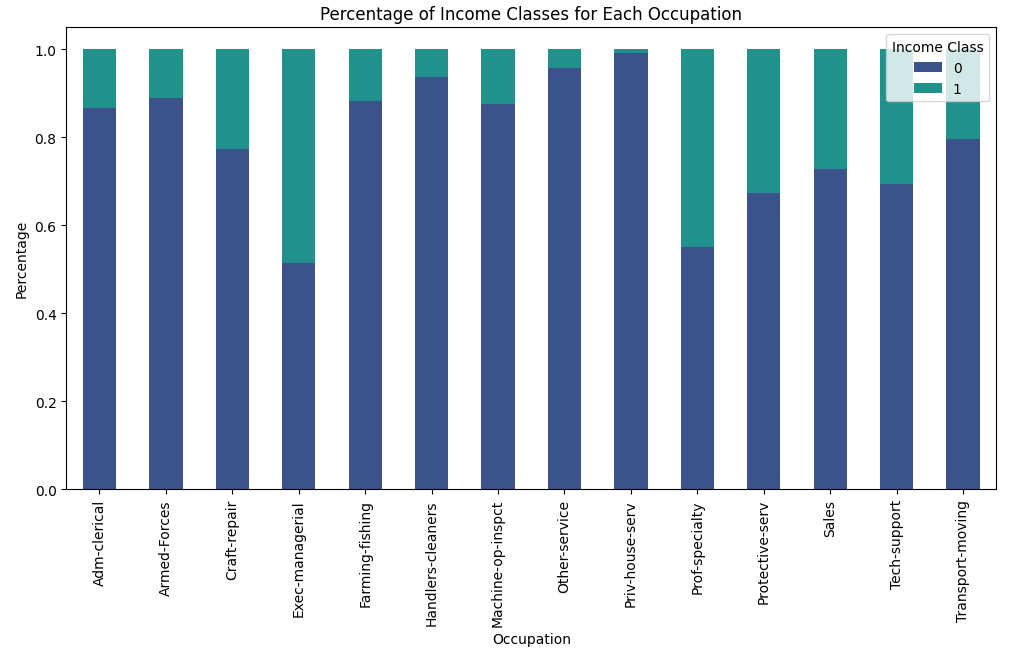 Percentage of Income Classes for Each Occupation
Income Class
0
1
Percentage
1.0
0.8
0.6
0.4
0.2
0.0
Adm-clerical
Armed-Forces
Craft-repair
Exec-managerial
Farming-fishing
Handlers-cleaners
Machine-op-inspct
Other-service
Priv-house-serv
Prof-specialty
Protective-serv
Sales
Tech-support
Transport-moving
Occupation